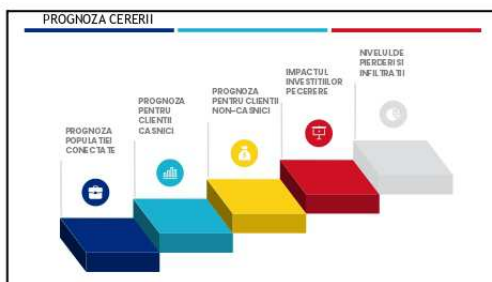 PROGNOZA CERERII
PROGNOZA
POPULATIEI
CONECTATE
PROGNOZA
PENTRU
CLIENTII
CASNICI
PROGNOZA
PENTRU CLIENTII
NON-CASNICI
IMPACTUL
INVESTITIILOR
PE CERERE
NIVELUL DE
PIERDERI SI
INFILTRATII